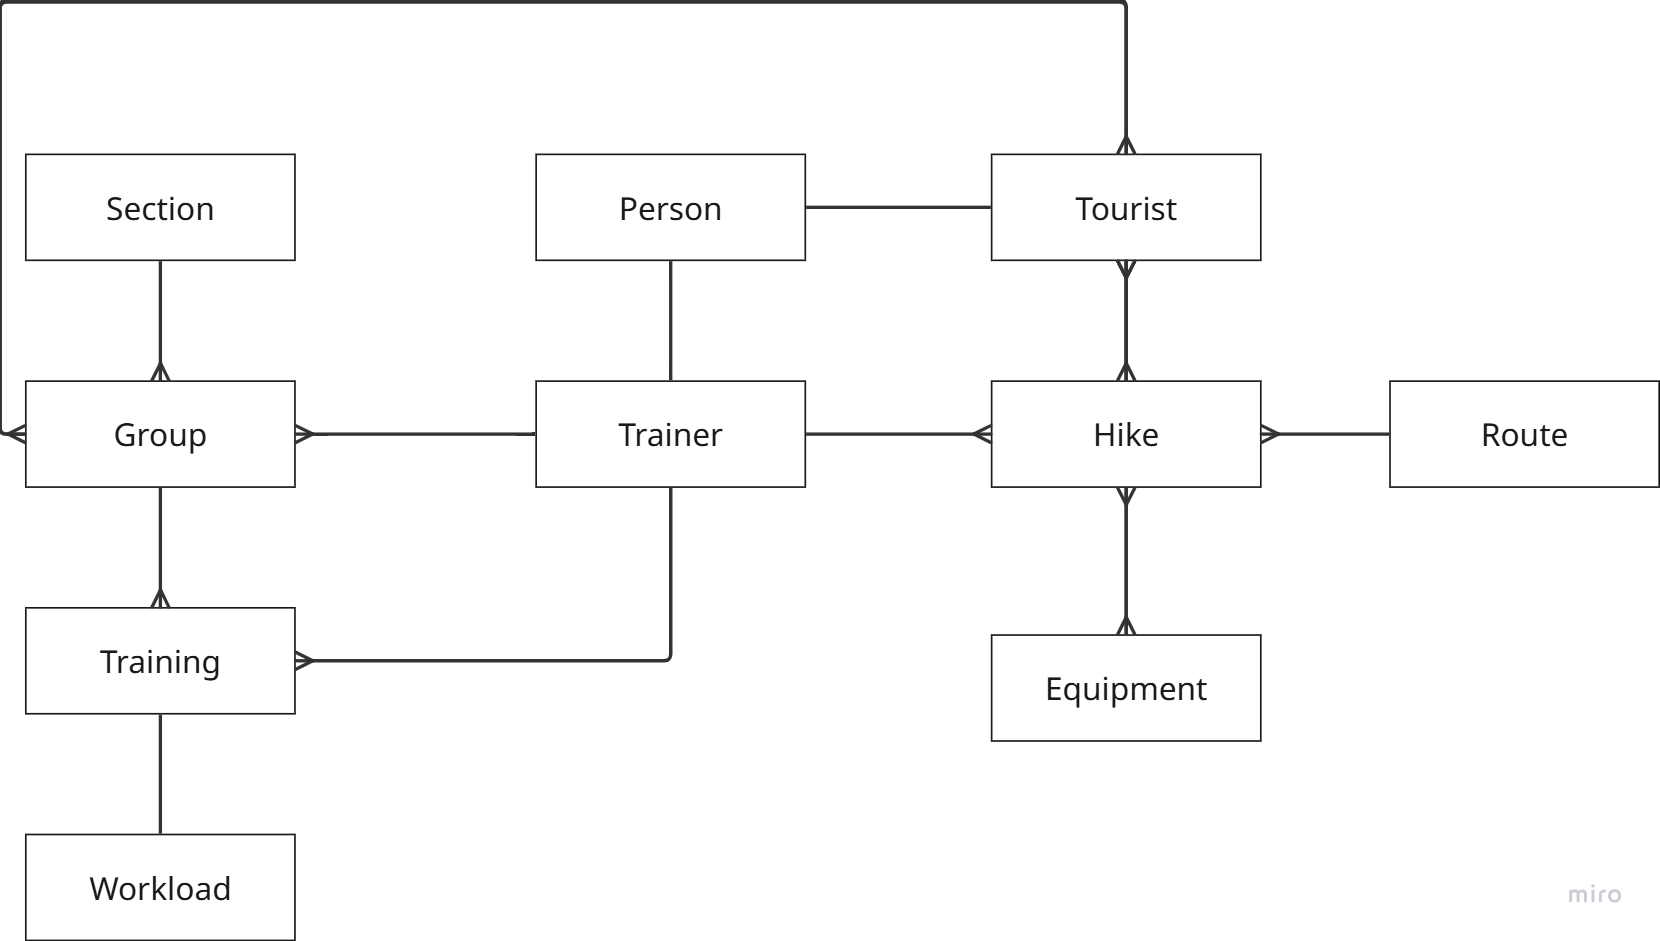 Section
Person
Tourist
Group
Trainer
Hike
Route
Training
Equipment
Workload
miro